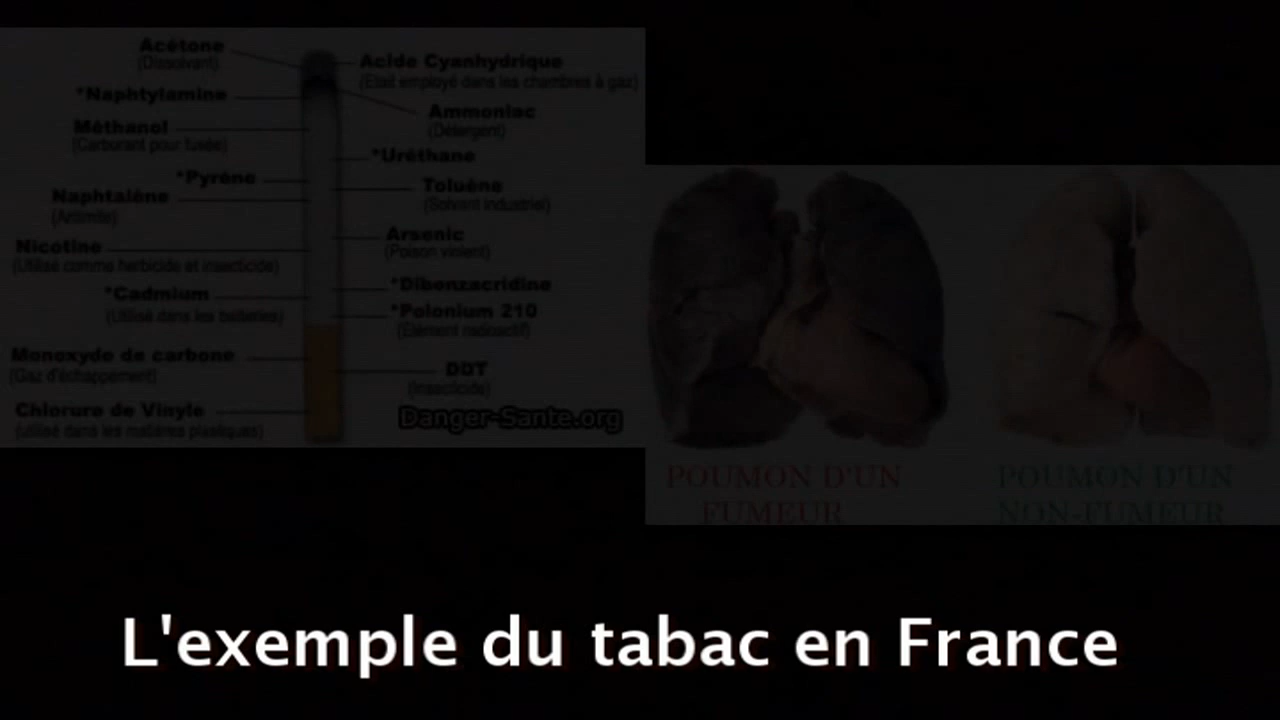 Acétone
(Dissolvant)
*Naphtylamine
Méthanol
(Carburant pour fusée)
*Pyrène
Naphtalène
(Antimite)
Nicotine
(Utilisé comme herbicide et insecticide)
*Cadmium
(Utilisé dans les batteries)
Monoxyde de carbone
(Gaz d'échappement)
Chlorure de Vinyle
(utilisé dans les matières plastiques)
Acide Cyanhydrique
(Etait employé dans les chambres à gaz)
Ammoniac
(Détergent)
*Uréthane
Toluène
(Solvant industriel)
Arsenic
(Poison violent)
*Dibenzacridine
*Polonium 210
(Elément radioactif)
DDT
(Insecticide)
Danger-Sante.org
POUMON D'UN
FUMEUR
POUMON D'UN
NON-FUMEUR
L'exemple du tabac en France